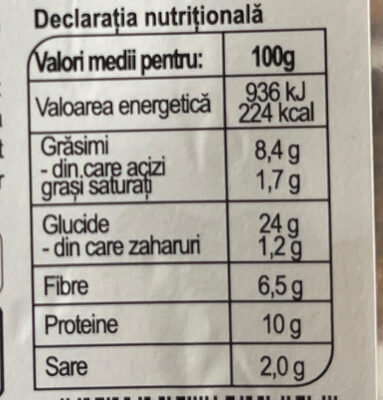 Declarația nutrițională
Valori medii pentru: 100g
Valoarea energetică 936 kJ
224 kcal
Grăsimi 8,4 g
- din care acizi
grași saturați 1,7 g
Glucide 24 g
- din care zaharuri 1,2 g
Fibre 6,5 g
Proteine 10 g
Sare 2,0 g